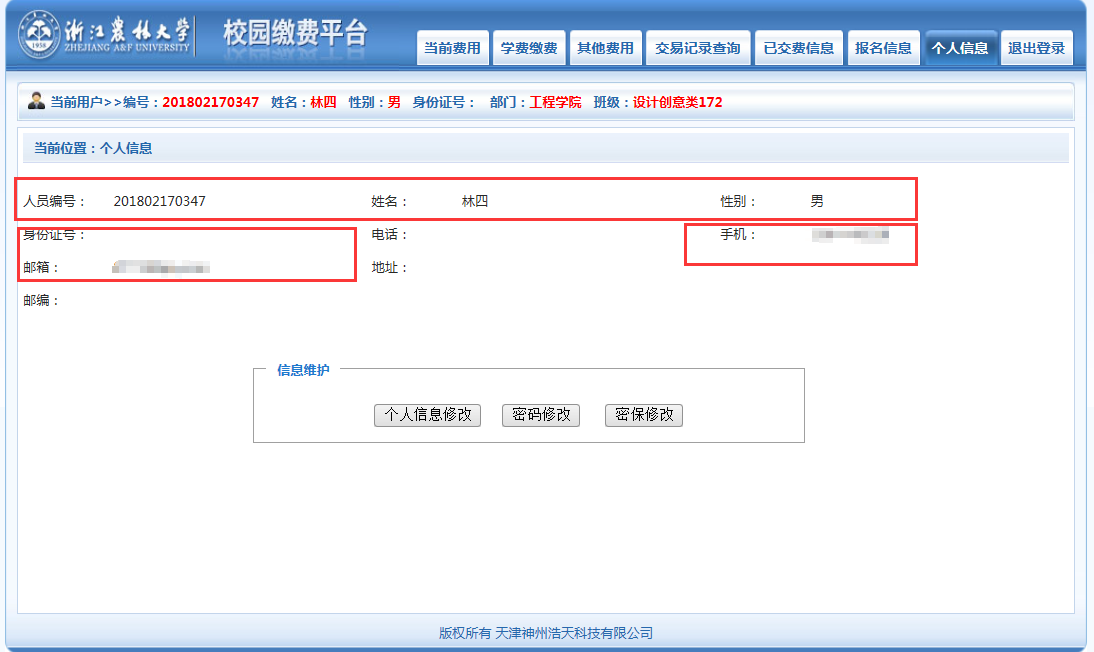 浙江农林大学
ZHEJIANG A&F UNIVERSITY
1958
校园缴费平台
当前费用 学费缴费 其他费用 交易记录查询 已交费信息 报名信息 个人信息 退出登录
当前用户>>编号：201802170347 姓名：林四 性别：男 身份证号： 部门：工程学院 班级：设计创意类172
当前位置：个人信息
人员编号： 201802170347 姓名： 林四 性别： 男
身份证号： 电话： 手机：
邮箱： 地址：
邮编：
信息维护
个人信息修改 密码修改 密保修改
版权所有 天津神州浩天科技有限公司